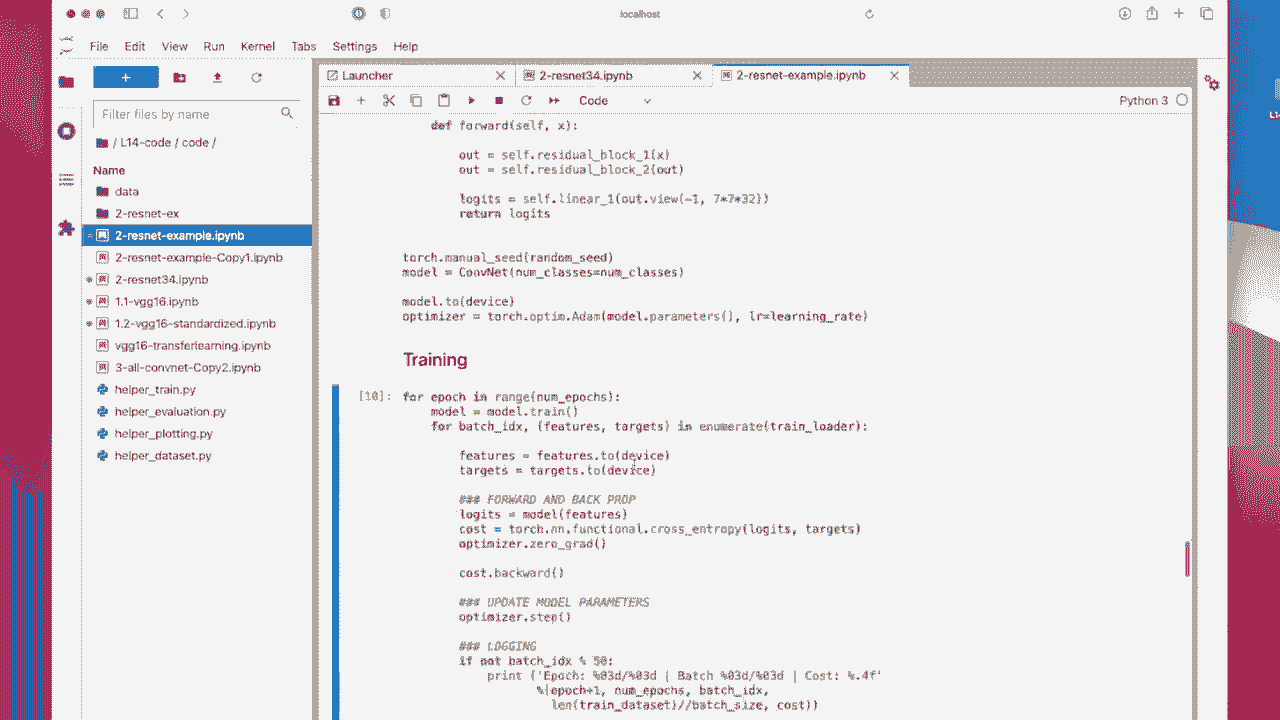 localhost
File Edit View Run Kernel Tabs Settings Help
Launcher
2-resnet34.ipynb
2-resnet-example.ipynb
Code
Python 3
Filter files by name
/ L14-code / code /
Name
data
2-resnet-ex
2-resnet-example.ipynb
2-resnet-example-Copy1.ipynb
2-resnet34.ipynb
1.1-vgg16.ipynb
1.2-vgg16-standardized.ipynb
vgg16-transferlearning.ipynb
3-all-convnet-Copy2.ipynb
helper_train.py
helper_evaluation.py
helper_plotting.py
helper_dataset.py
def forward(self, x):
out = self.residual_block_1(x)
out = self.residual_block_2(out)
logits = self.linear_1(out.view(-1, 7*7*32))
return logits
torch.manual_seed(random_seed)
model = ConvNet(num_classes=num_classes)
model.to(device)
optimizer = torch.optim.Adam(model.parameters(), lr=learning_rate)
Training
[10]: for epoch in range(num_epochs):
model = model.train()
for batch_idx, (features, targets) in enumerate(train_loader):
features = features.to(device)
targets = targets.to(device)
### FORWARD AND BACK PROP
logits = model(features)
cost = torch.nn.functional.cross_entropy(logits, targets)
optimizer.zero_grad()
cost.backward()
### UPDATE MODEL PARAMETERS
optimizer.step()
### LOGGING
if not batch_idx % 50:
print ('Epoch: %03d/%03d | Batch %03d/%03d | Cost: %.4f'
%(epoch+1, num_epochs, batch_idx,
len(train_dataset)//batch_size, cost))